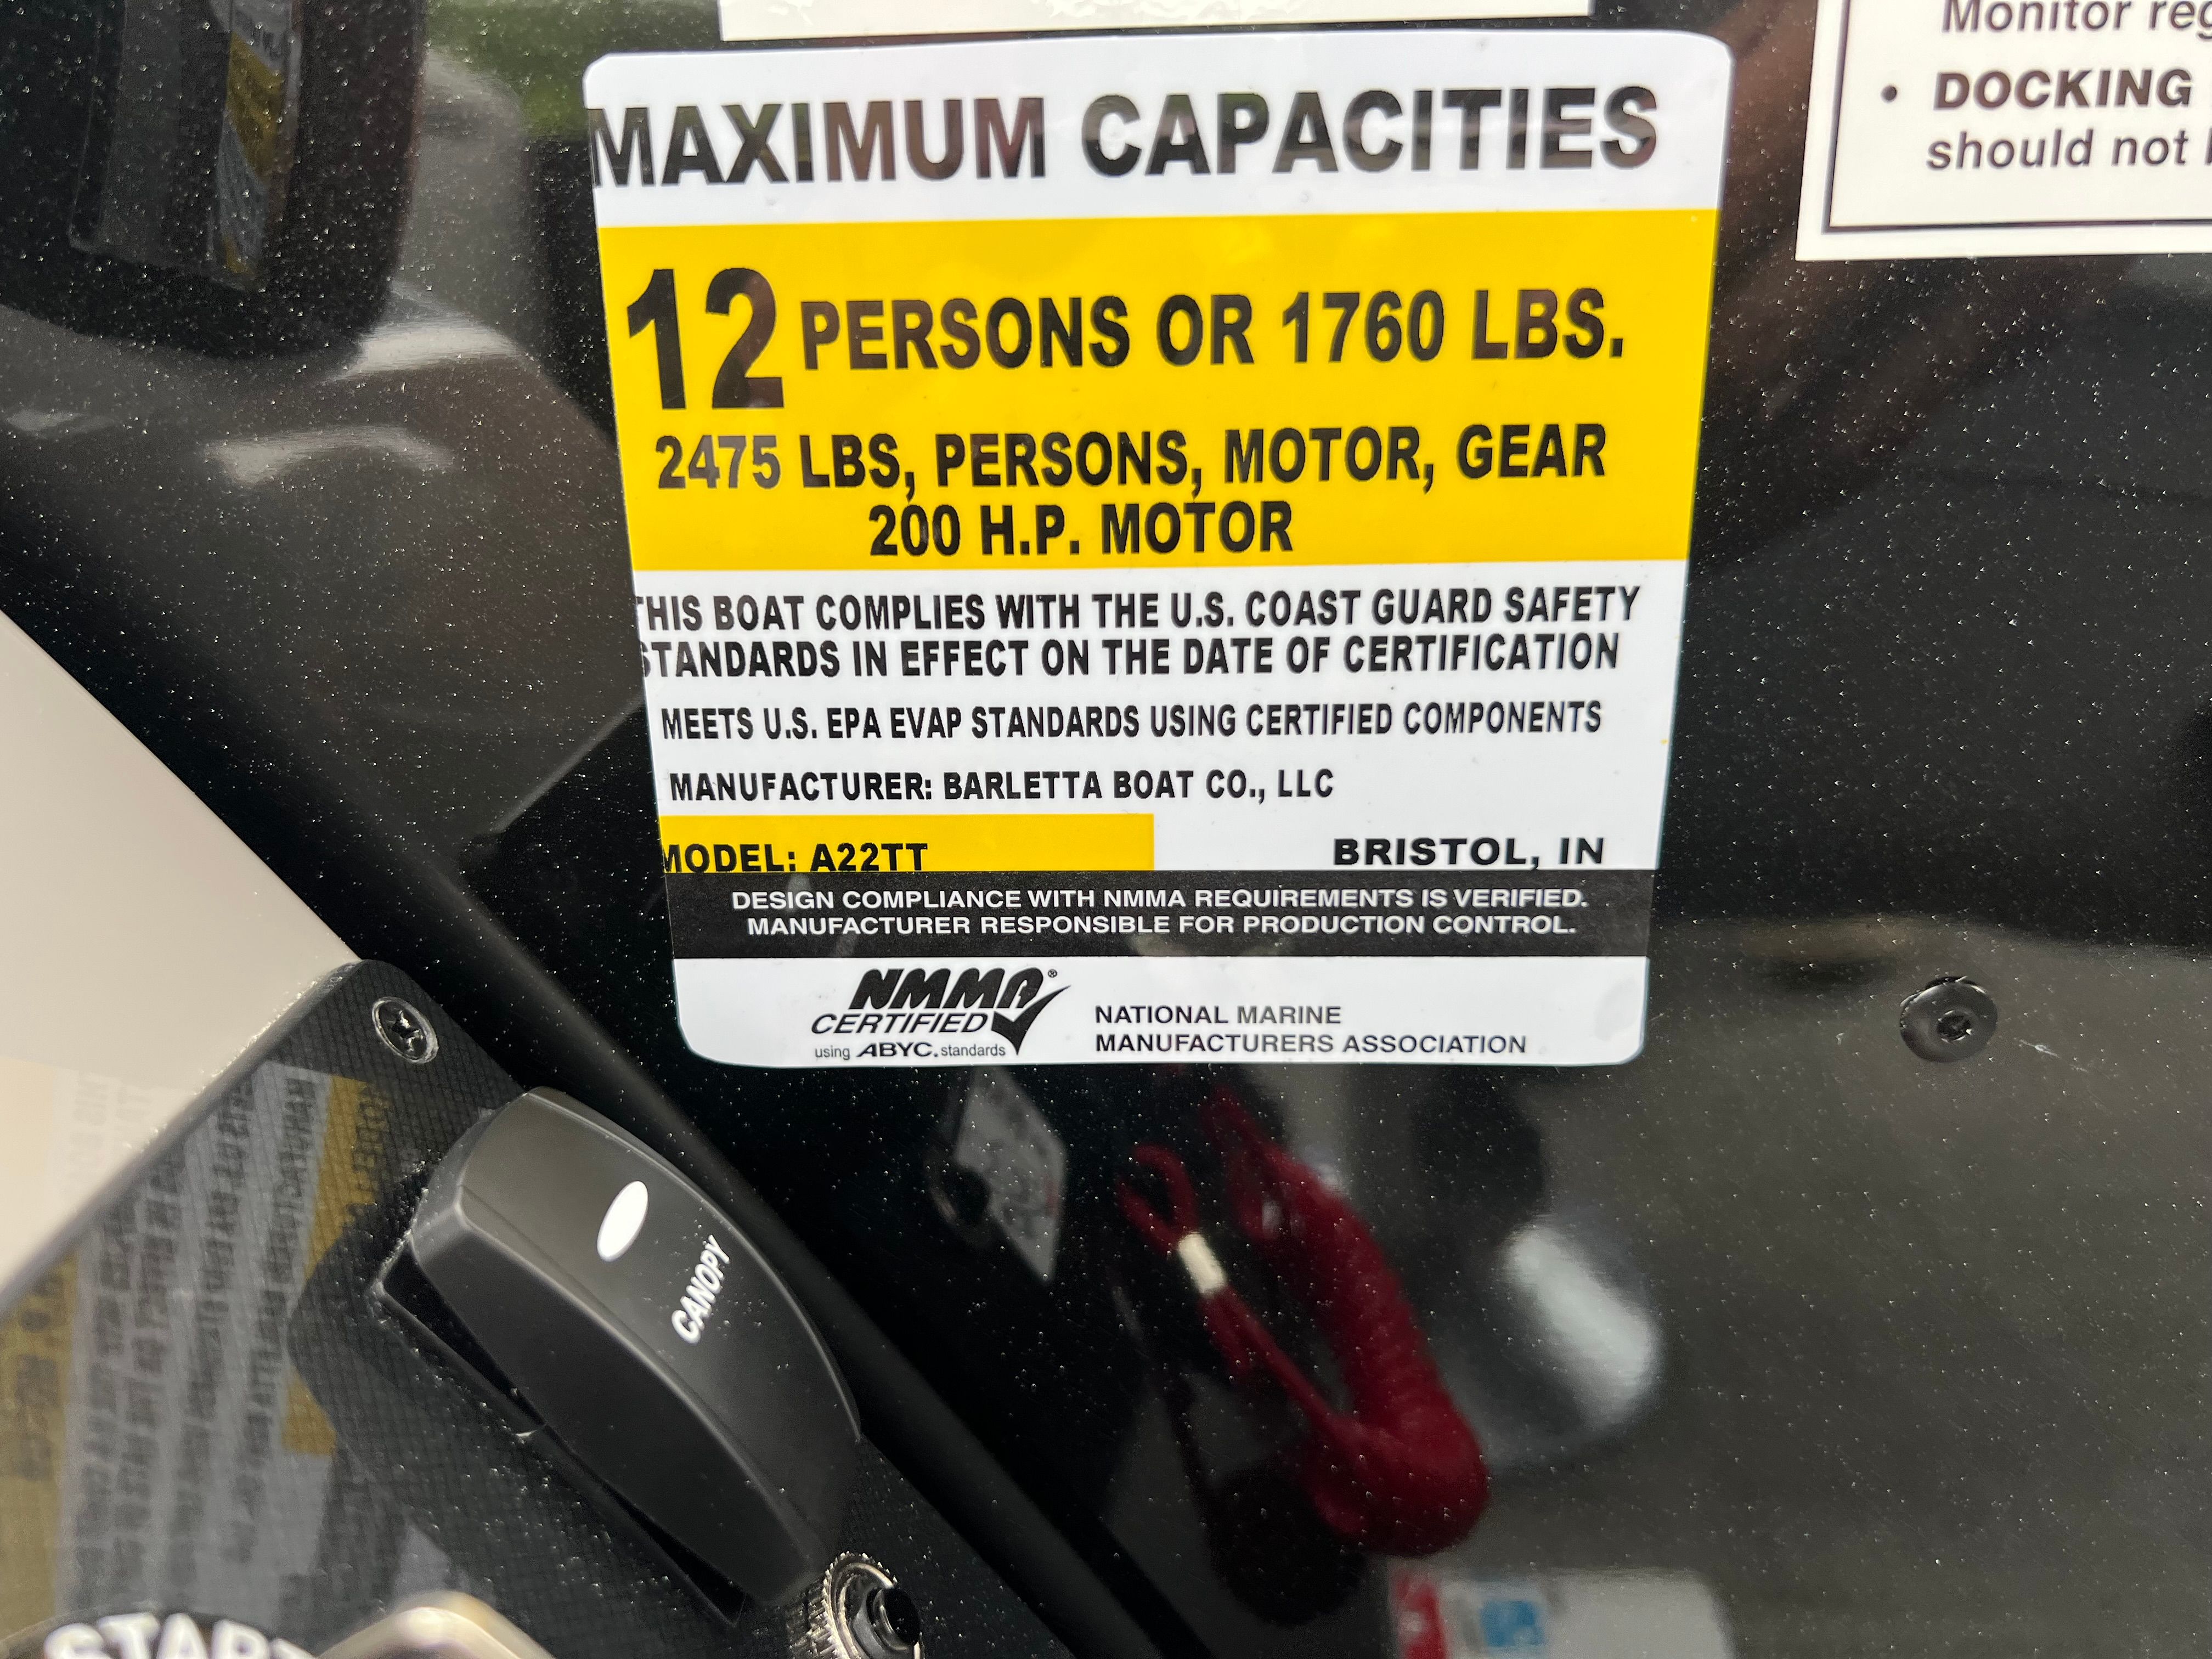 MAXIMUM CAPACITIES
12 PERSONS OR 1760 LBS.
2475 LBS, PERSONS, MOTOR, GEAR
200 H.P. MOTOR
THIS BOAT COMPLIES WITH THE U.S. COAST GUARD SAFETY
STANDARDS IN EFFECT ON THE DATE OF CERTIFICATION
MEETS U.S. EPA EVAP STANDARDS USING CERTIFIED COMPONENTS
MANUFACTURER: BARLETTA BOAT CO., LLC
MODEL: A22TT BRISTOL, IN
DESIGN COMPLIANCE WITH NMMA REQUIREMENTS IS VERIFIED.
MANUFACTURER RESPONSIBLE FOR PRODUCTION CONTROL.
NMMA®
CERTIFIED
using ABYC. standards
NATIONAL MARINE
MANUFACTURERS ASSOCIATION
Monitor
• DOCKING
should not
CANOPY
START